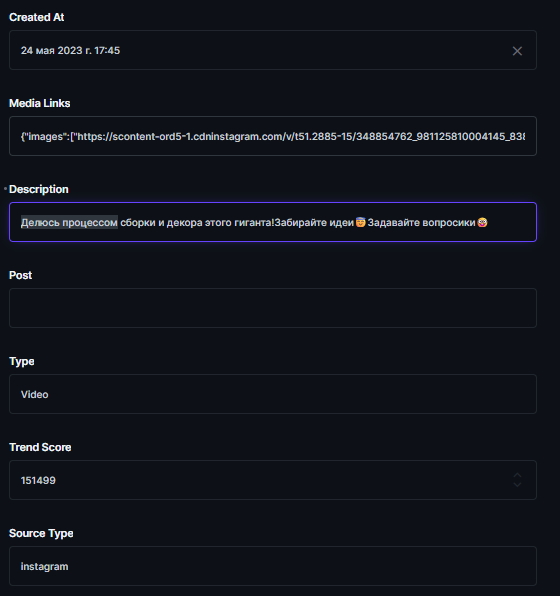 Created At
24 мая 2023 г. 17:45
Media Links
{"images":["https://scontent-ord5-1.cdninstagram.com/v/t51.2885-15/348854762_981125810004145_838
Description
Делюсь процессом сборки и декора этого гиганта!Забирайте идеи😇Задавайте вопросики🤡
Post
Type
Video
Trend Score
151499
Source Type
instagram